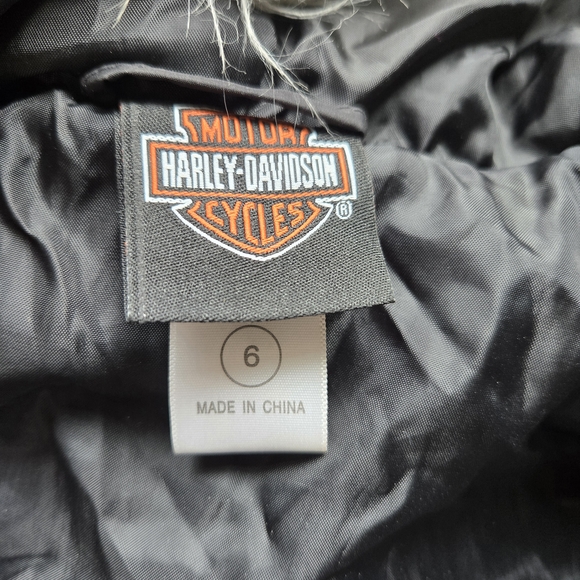 MOTOR
HARLEY-DAVIDSON
CYCLES
®
6
MADE IN CHINA